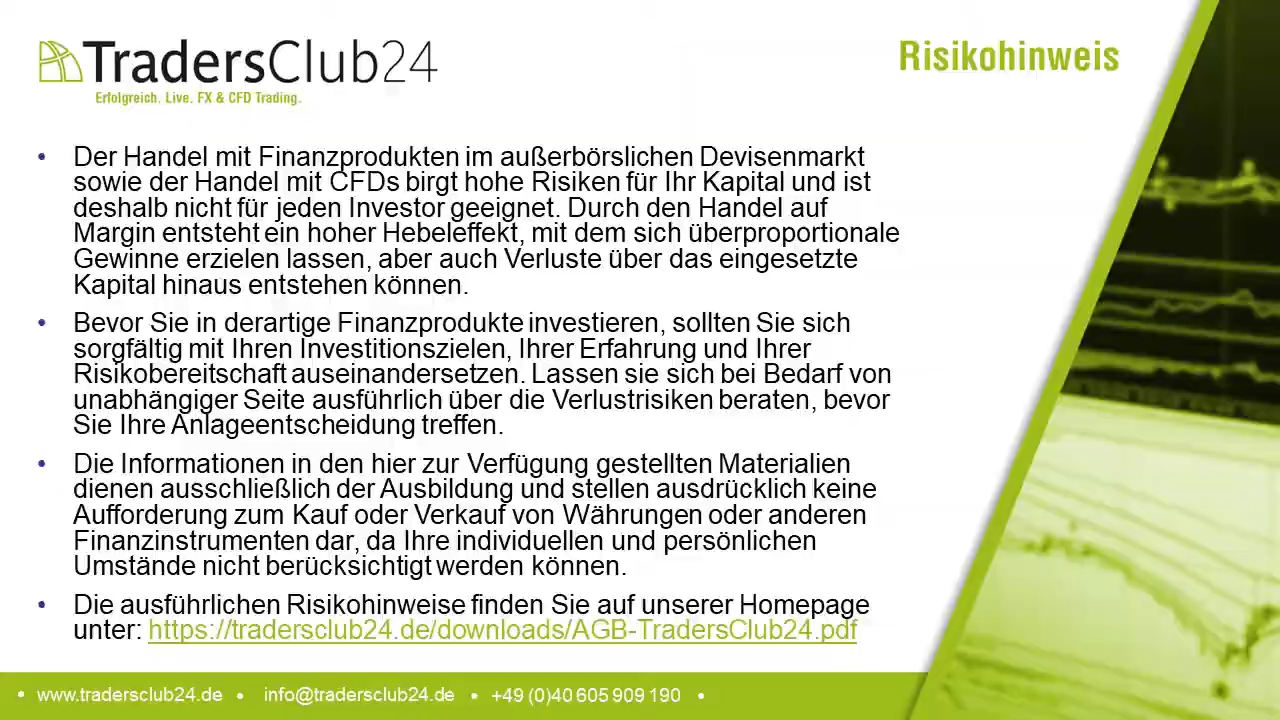 TradersClub24
Risikohinweis
Erfolgreich. Live. FX & CFD Trading.
• Der Handel mit Finanzprodukten im außerbörslichen Devisenmarkt
sowie der Handel mit CFDs birgt hohe Risiken für Ihr Kapital und ist
deshalb nicht für jeden Investor geeignet. Durch den Handel auf
Margin entsteht ein hoher Hebeleffekt, mit dem sich überproportionale
Gewinne erzielen lassen, aber auch Verluste über das eingesetzte
Kapital hinaus entstehen können.
• Bevor Sie in derartige Finanzprodukte investieren, sollten Sie sich
sorgfältig mit Ihren Investitionszielen, Ihrer Erfahrung und Ihrer
Risikobereitschaft auseinandersetzen. Lassen sie sich bei Bedarf von
unabhängiger Seite ausführlich über die Verlustrisiken beraten, bevor
Sie Ihre Anlageentscheidung treffen.
• Die Informationen in den hier zur Verfügung gestellten Materialien
dienen ausschließlich der Ausbildung und stellen ausdrücklich keine
Aufforderung zum Kauf oder Verkauf von Währungen oder anderen
Finanzinstrumenten dar, da Ihre individuellen und persönlichen
Umstände nicht berücksichtigt werden können.
• Die ausführlichen Risikohinweise finden Sie auf unserer Homepage
unter: https://tradersclub24.de/downloads/AGB-TradersClub24.pdf
• www.tradersclub24.de • info@tradersclub24.de • +49 (0)40 605 909 190 •